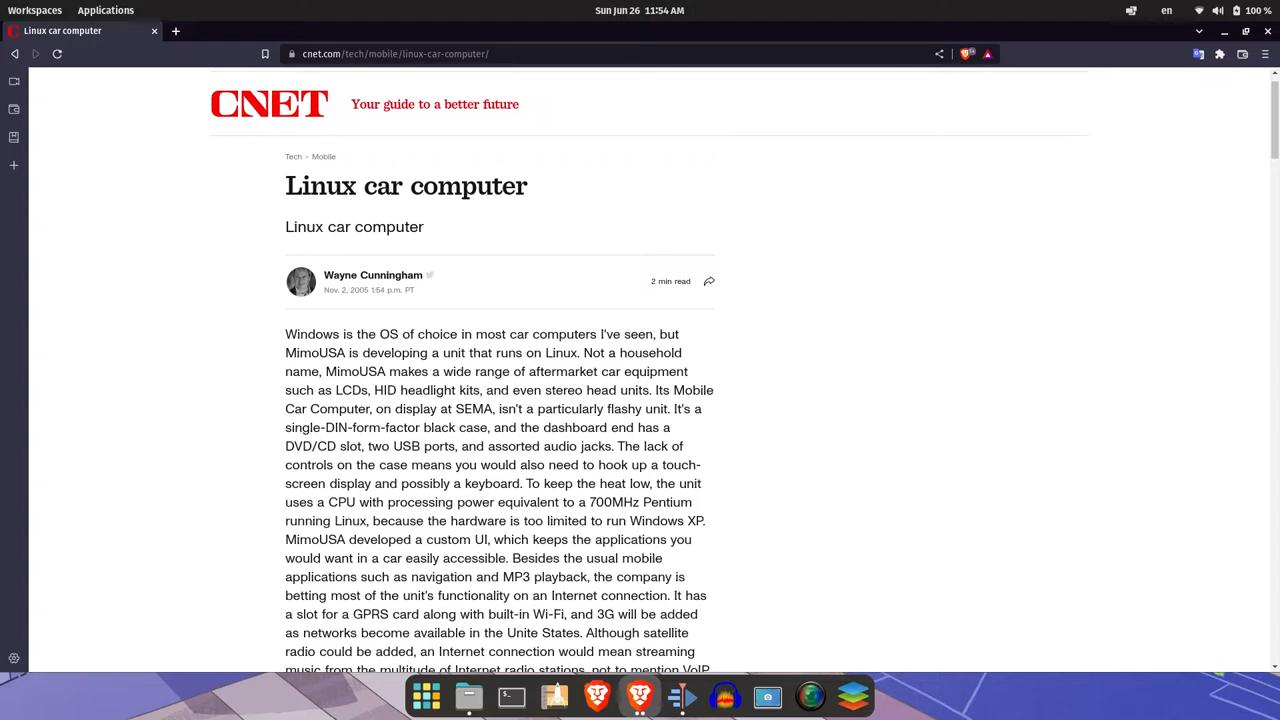 Workspaces Applications Sun Jun 26 11:54 AM en 100 %
Linux car computer
cnet.com/tech/mobile/linux-car-computer/
CNET Your guide to a better future
Tech > Mobile
Linux car computer
Linux car computer
Wayne Cunningham
Nov. 2, 2005 1:54 p.m. PT
2 min read
Windows is the OS of choice in most car computers I've seen, but
MimoUSA is developing a unit that runs on Linux. Not a household
name, MimoUSA makes a wide range of aftermarket car equipment
such as LCDs, HID headlight kits, and even stereo head units. Its Mobile
Car Computer, on display at SEMA, isn't a particularly flashy unit. It's a
single-DIN-form-factor black case, and the dashboard end has a
DVD/CD slot, two USB ports, and assorted audio jacks. The lack of
controls on the case means you would also need to hook up a touch-
screen display and possibly a keyboard. To keep the heat low, the unit
uses a CPU with processing power equivalent to a 700MHz Pentium
running Linux, because the hardware is too limited to run Windows XP.
MimoUSA developed a custom UI, which keeps the applications you
would want in a car easily accessible. Besides the usual mobile
applications such as navigation and MP3 playback, the company is
betting most of the unit's functionality on an Internet connection. It has
a slot for a GPRS card along with built-in Wi-Fi, and 3G will be added
as networks become available in the Unite States. Although satellite
radio could be added, an Internet connection would mean streaming
music from the multitude of Internet radio stations, not to mention VoIP